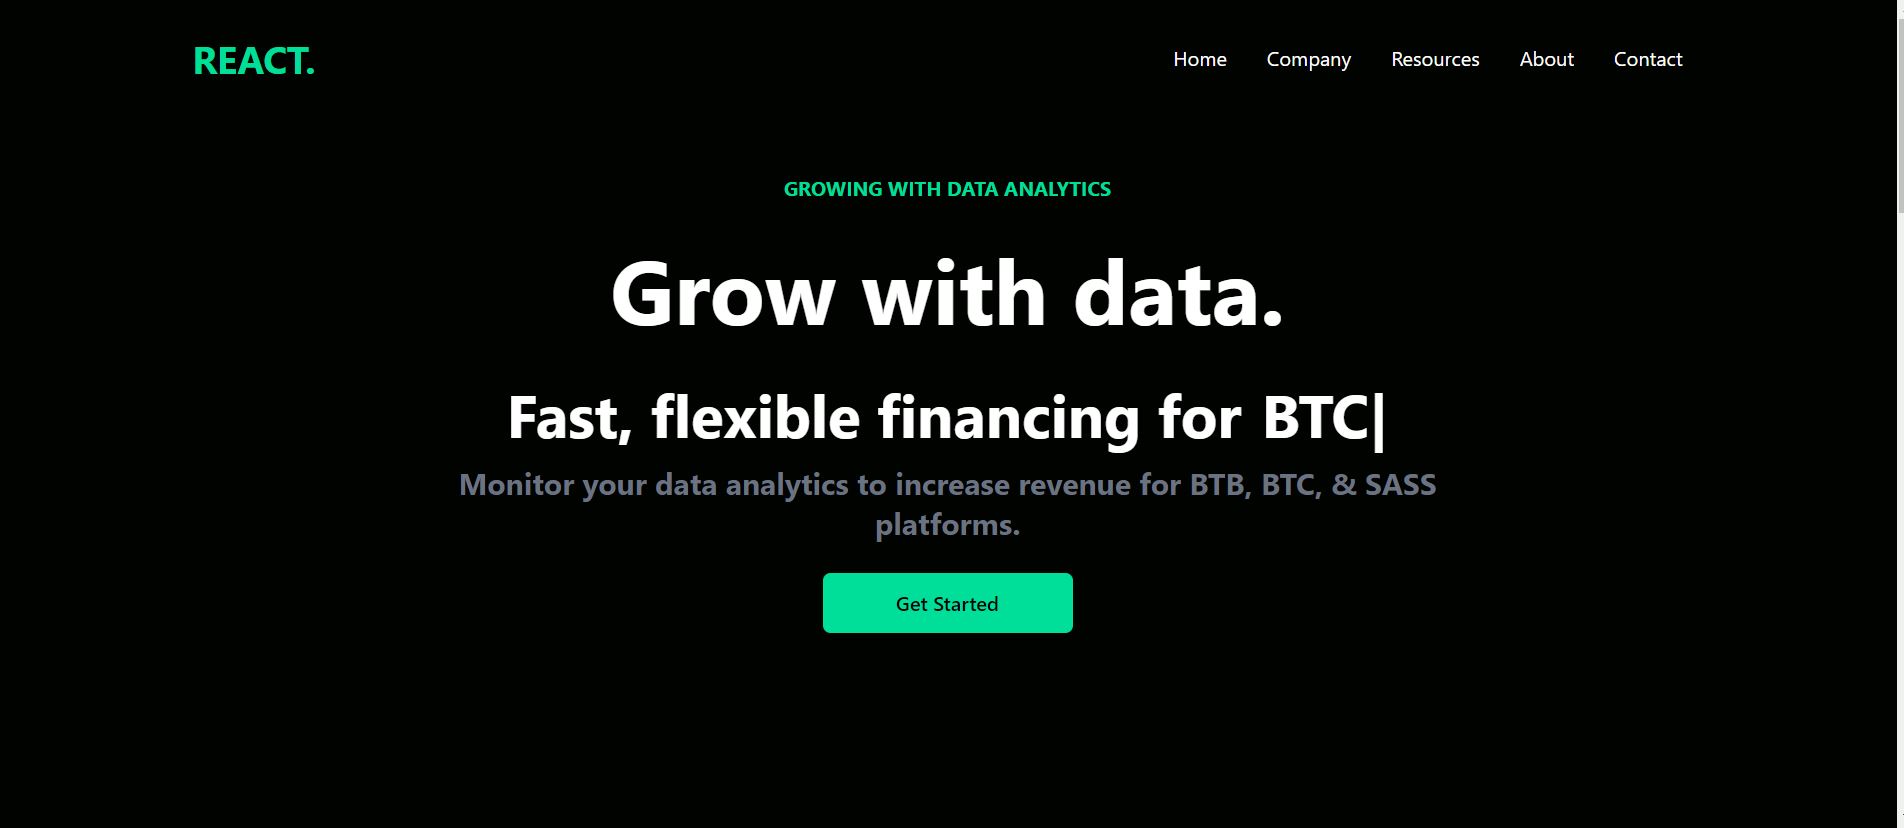 REACT.
Home Company Resources About Contact
GROWING WITH DATA ANALYTICS
Grow with data.
Fast, flexible financing for BTC|
Monitor your data analytics to increase revenue for BTB, BTC, & SASS
platforms.
Get Started